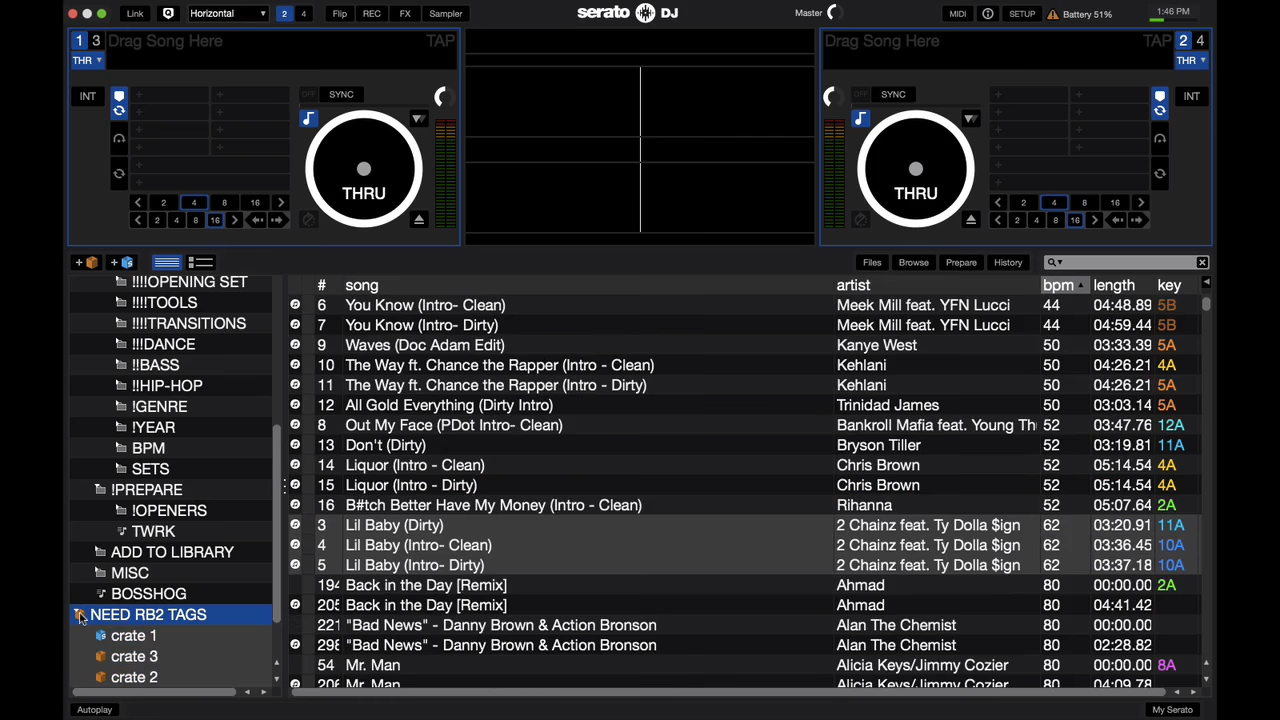 Link Horizontal 2 4 Flip REC FX Sampler serato DJ Master MIDI SETUP Battery 51% 1:46 PM
1 3 Drag Song Here TAP
THR
INT
OFF SYNC
THRU
2 4 8 16
2 4 8 16
Drag Song Here TAP 2 4
THR
OFF SYNC
INT
THRU
2 4 8 16
2 4 8 16
Files Browse Prepare History
!!!!OPENING SET
!!!!TOOLS
!!!!TRANSITIONS
!!!DANCE
!!BASS
!!HIP-HOP
!GENRE
!YEAR
BPM
SETS
!PREPARE
!OPENERS
TWRK
ADD TO LIBRARY
MISC
BOSSHOG
NEED RB2 TAGS
crate 1
crate 3
crate 2
# song artist bpm length key
6 You Know (Intro- Clean) Meek Mill feat. YFN Lucci 44 04:48.89 5B
7 You Know (Intro- Dirty) Meek Mill feat. YFN Lucci 44 04:59.44 5B
9 Waves (Doc Adam Edit) Kanye West 50 03:33.39 5A
10 The Way ft. Chance the Rapper (Intro - Clean) Kehlani 50 04:26.21 4A
11 The Way ft. Chance the Rapper (Intro - Dirty) Kehlani 50 04:26.21 5A
12 All Gold Everything (Dirty Intro) Trinidad James 50 03:03.14 5A
8 Out My Face (PDot Intro- Clean) Bankroll Mafia feat. Young Th 52 03:47.76 12A
13 Don't (Dirty) Bryson Tiller 52 03:19.81 11A
14 Liquor (Intro - Clean) Chris Brown 52 05:14.54 4A
15 Liquor (Intro - Dirty) Chris Brown 52 05:14.54 4A
16 B#tch Better Have My Money (Intro - Clean) Rihanna 52 05:07.64 2A
3 Lil Baby (Dirty) 2 Chainz feat. Ty Dolla $ign 62 03:20.91 11A
4 Lil Baby (Intro- Clean) 2 Chainz feat. Ty Dolla $ign 62 03:36.45 10A
5 Lil Baby (Intro- Dirty) 2 Chainz feat. Ty Dolla $ign 62 03:37.18 10A
194 Back in the Day [Remix] Ahmad 80 00:00.00 2A
205 Back in the Day [Remix] Ahmad 80 04:41.42
221 "Bad News" - Danny Brown & Action Bronson Alan The Chemist 80 00:00.00
298 "Bad News" - Danny Brown & Action Bronson Alan The Chemist 80 02:28.82
54 Mr. Man Alicia Keys/Jimmy Cozier 80 00:00.00 8A
206 Mr. Man Alicia Keys/Jimmy Cozier 80 04:09.78
Autoplay My Serato